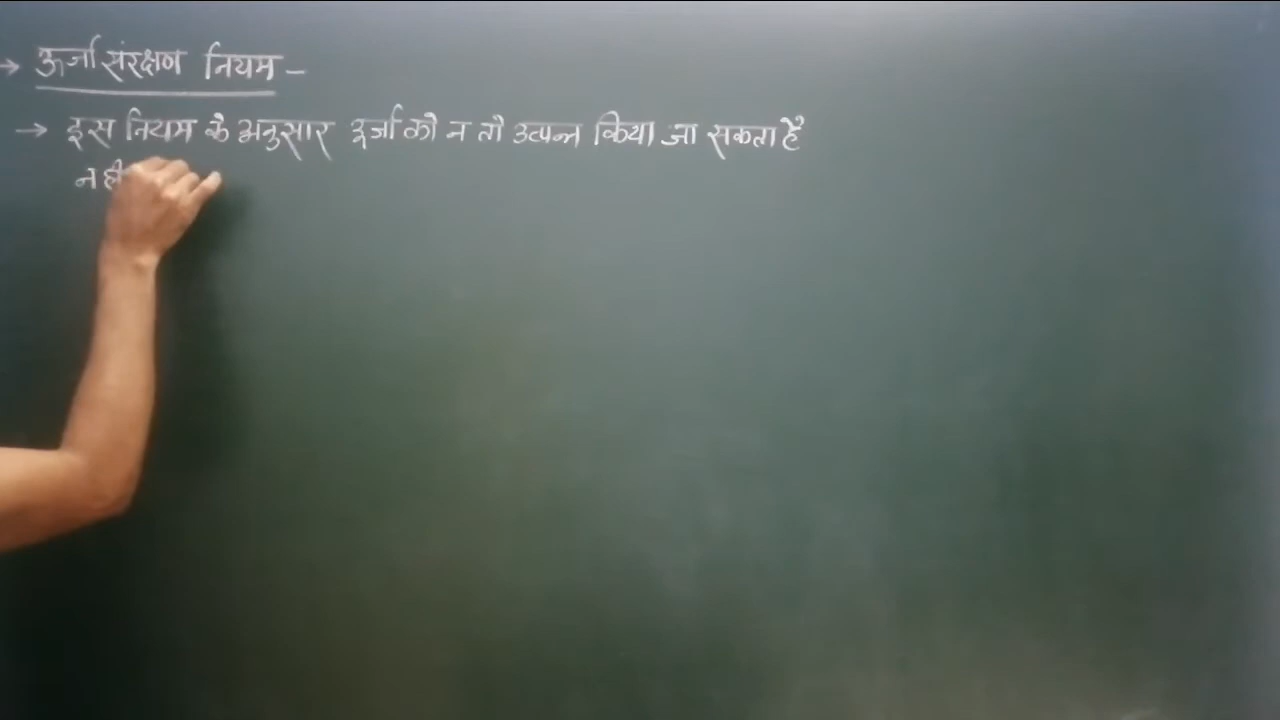 → ऊर्जा संरक्षण नियम –
→ इस नियम के अनुसार ऊर्जा को न तो उत्पन्न किया जा सकता है
न ही